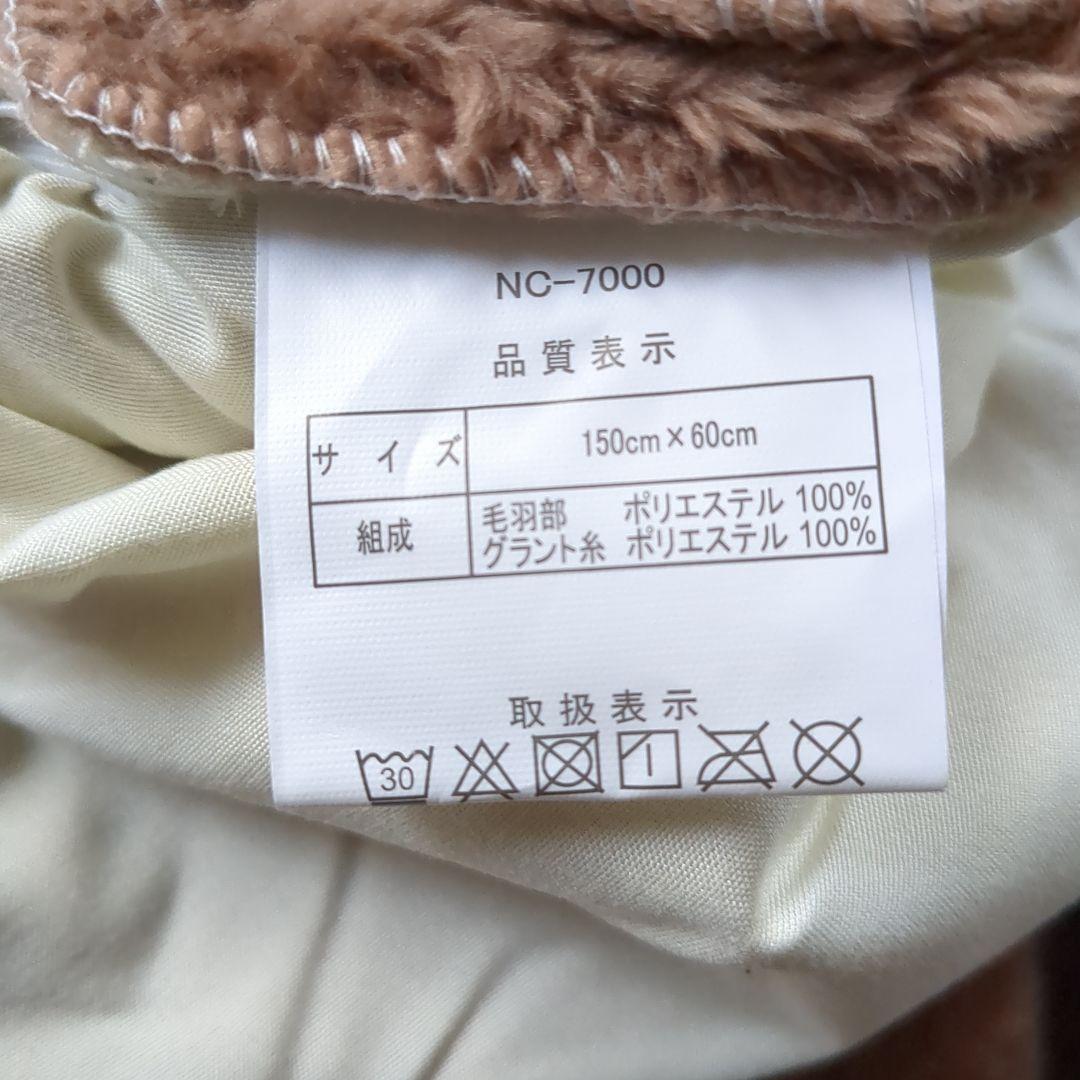 NC-7000
品質表示
サイズ 150cm×60cm
組成 毛羽部 ポリエステル 100%
グラント糸 ポリエステル 100%
取扱表示
30